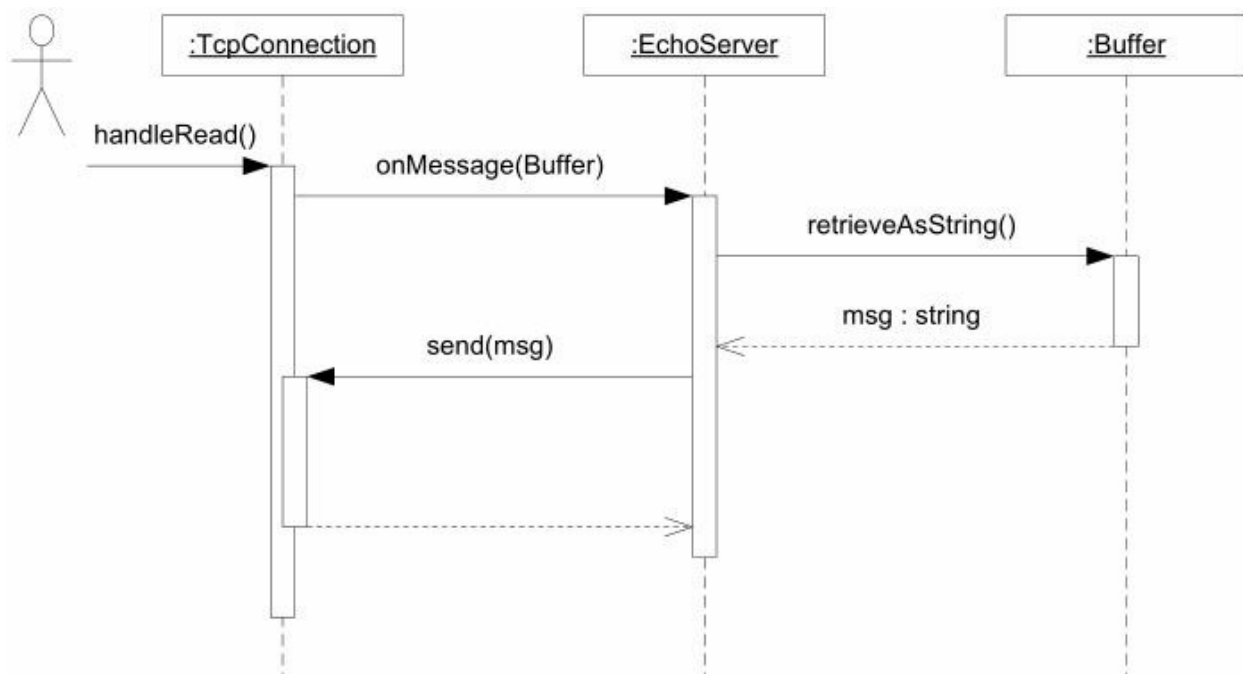 :TcpConnection
:EchoServer
:Buffer
handleRead()
onMessage(Buffer)
retrieveAsString()
msg : string
send(msg)